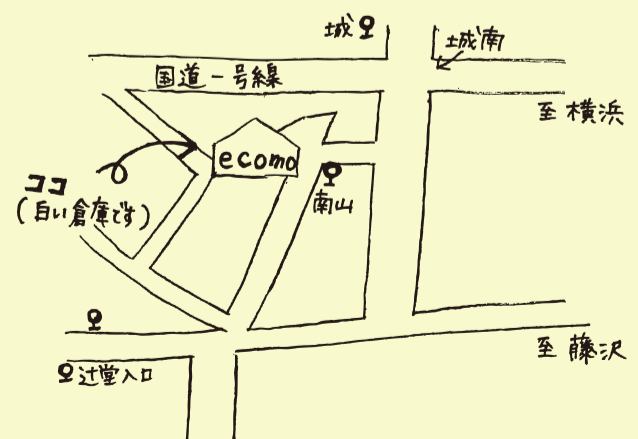 城
城南
国道一号線
至横浜
ecomo
ココ
(白い倉庫です)
南山
至藤沢
辻堂入口